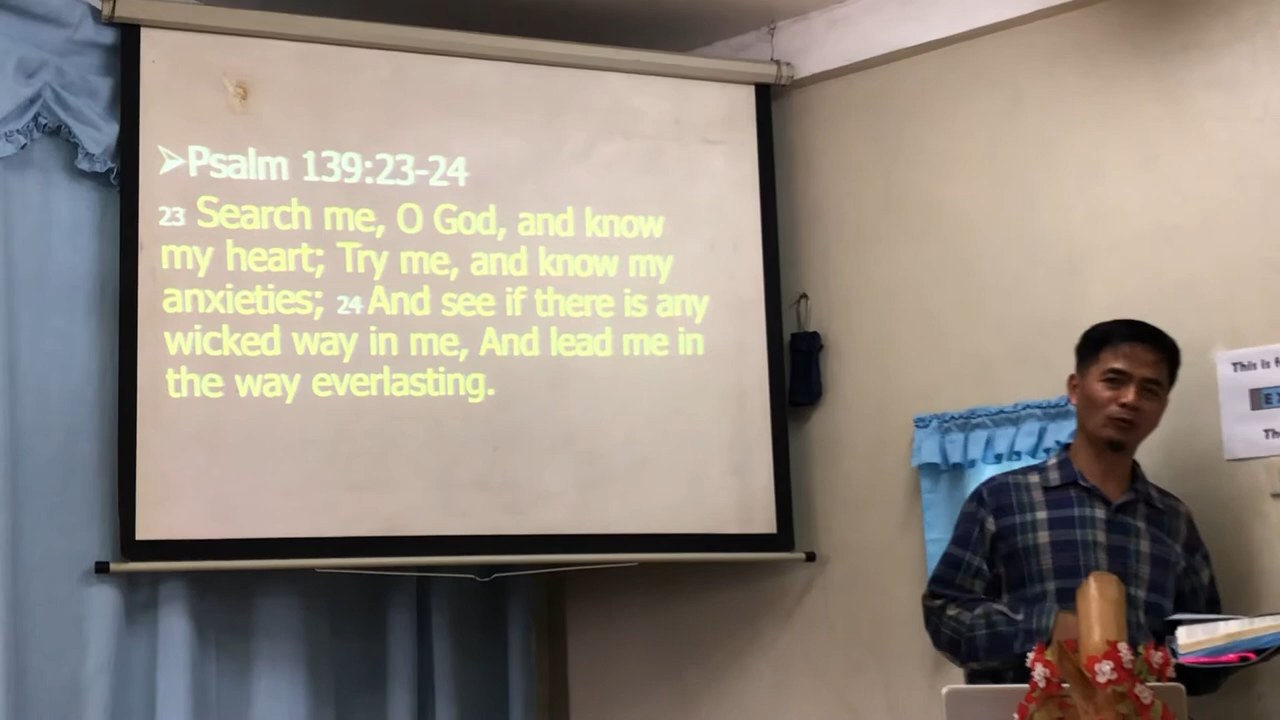 ➢Psalm 139:23-24
23 Search me, O God, and know
my heart; Try me, and know my
anxieties; 24 And see if there is any
wicked way in me, And lead me in
the way everlasting.
This is